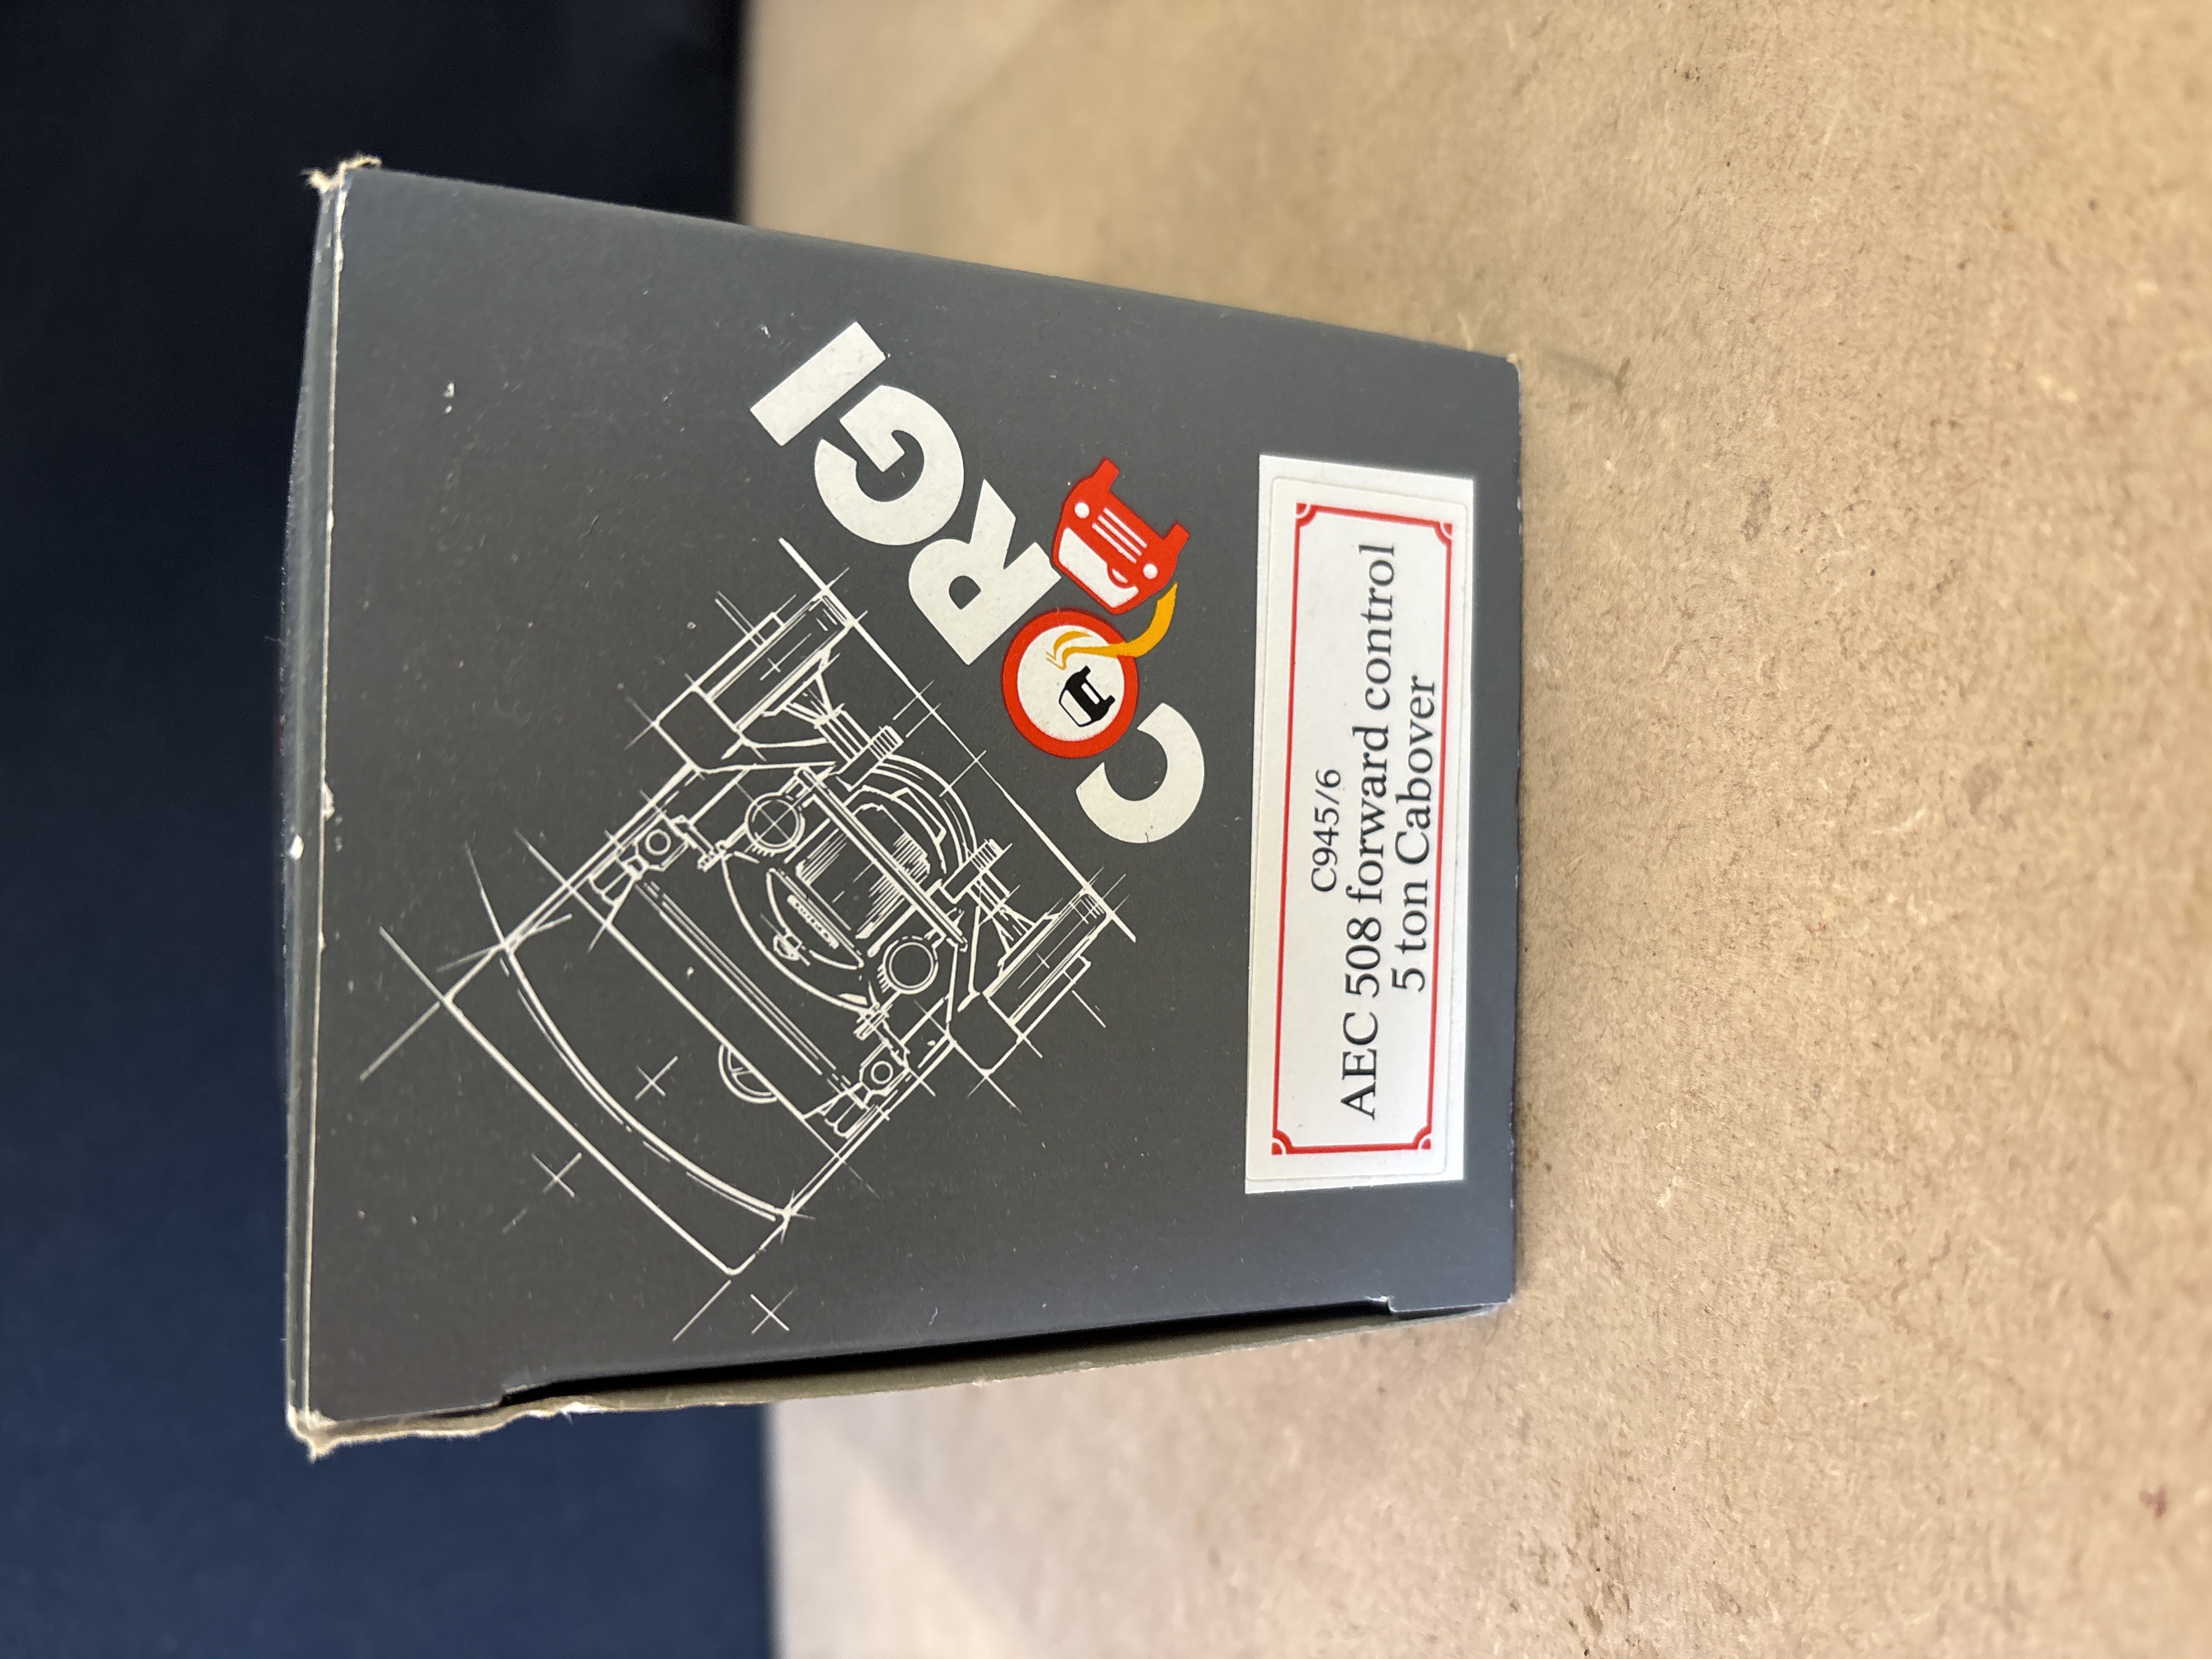 CORGI
C945/6
AEC 508 forward control
5 ton Cabover